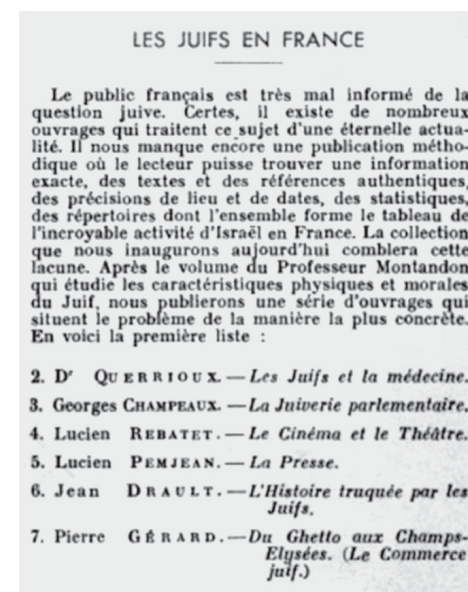 LES JUIFS EN FRANCE
Le public français est très mal informé de la
question juive. Certes, il existe de nombreux
ouvrages qui traitent ce sujet d'une éternelle actua-
lité. Il nous manque encore une publication métho-
dique où le lecteur puisse trouver une information
exacte, des textes et des références authentiques,
des précisions de lieu et de dates, des statistiques,
des répertoires dont l'ensemble forme le tableau de
l'incroyable activité d'Israël en France. La collection
que nous inaugurons aujourd'hui comblera cette
lacune. Après le volume du Professeur Montandon
qui étudie les caractéristiques physiques et morales
du Juif, nous publierons une série d'ouvrages qui
situent le problème de la manière la plus concrète.
En voici la première liste :
2. Dr QUERRIOUX. — Les Juifs et la médecine.
3. Georges CHAMPEAUX. — La Juiverie parlementaire.
4. Lucien REBATET. — Le Cinéma et le Théâtre.
5. Lucien PEMJEAN. — La Presse.
6. Jean DRAULT. — L'Histoire truquée par les
Juifs.
7. Pierre GÉRARD. — Du Ghetto aux Champs-
Elysées. (Le Commerce
juif.)